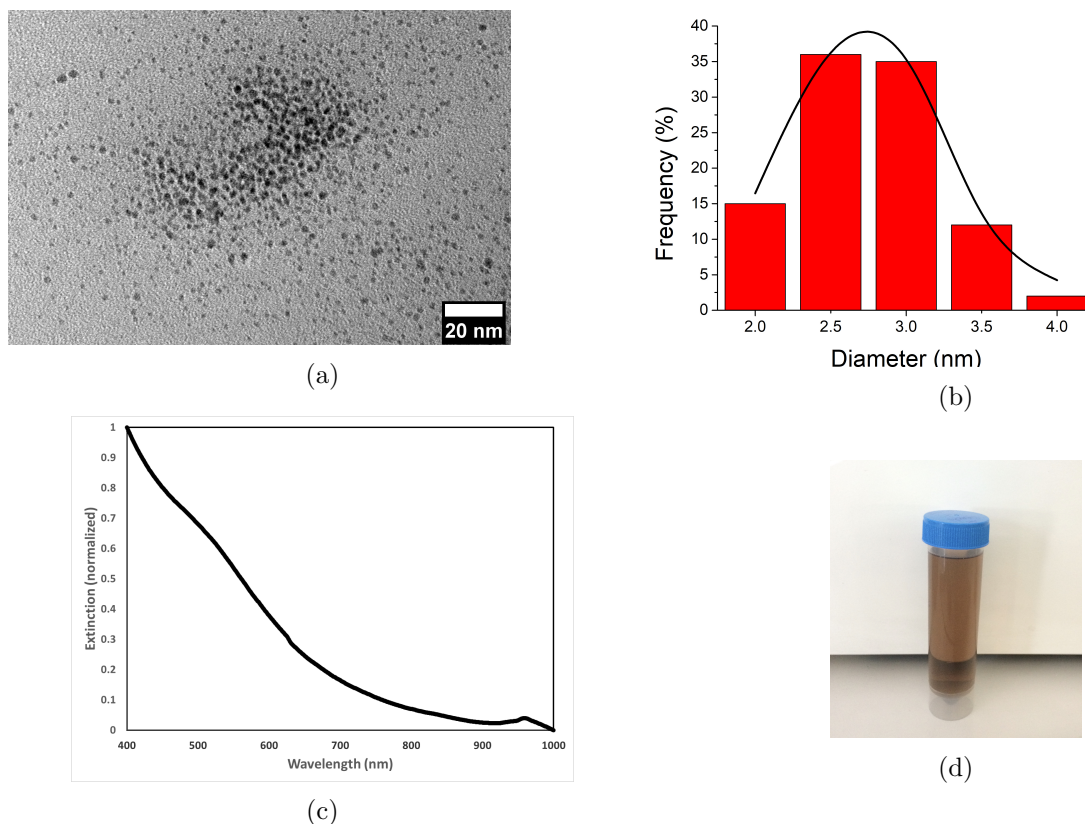 20 nm
(a)
40
35
30
25
20
15
10
5
0
Frequency (%)
2.0 2.5 3.0 3.5 4.0
Diameter (nm)
(b)
1
0.9
0.8
0.7
0.6
0.5
0.4
0.3
0.2
0.1
0
Extinction (normalized)
400 500 600 700 800 900 1000
Wavelength (nm)
(c)
(d)